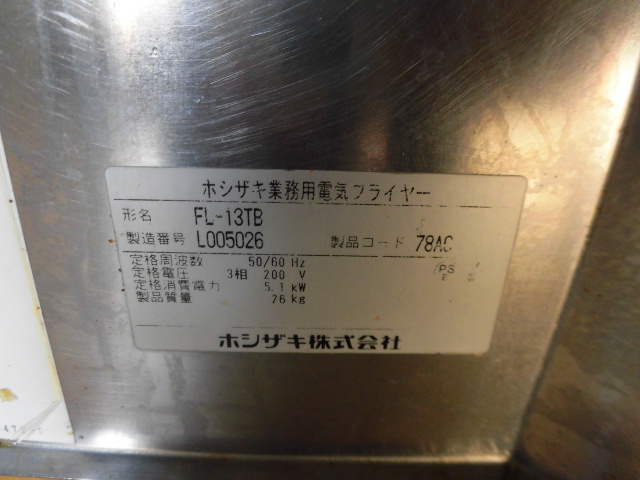 ホシザキ業務用電気フライヤー
形名 FL-13TB
製造番号 L005026 製品コード 78AC
定格周波数 50/60 Hz
定格電圧 3相 200 V
定格消費電力 5.1 kW
製品質量 26 kg
PS
E
ホシザキ株式会社